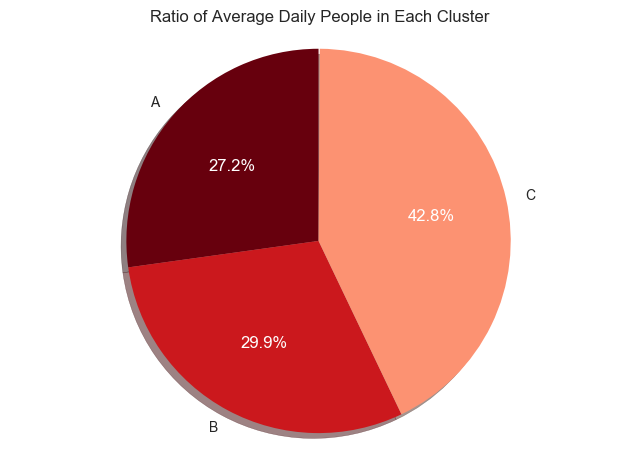 Ratio of Average Daily People in Each Cluster
A
27.2%
C
42.8%
29.9%
B